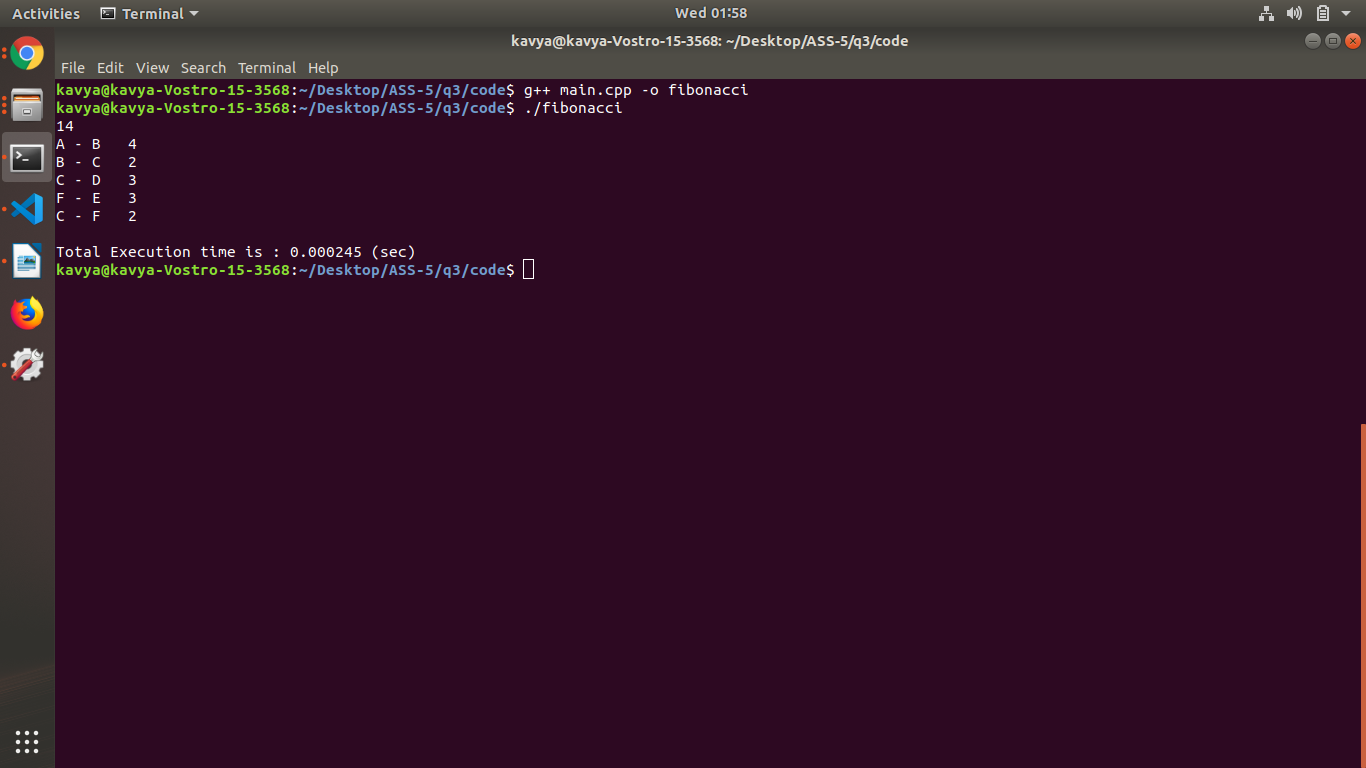 Activities Terminal Wed 01:58
kavya@kavya-Vostro-15-3568: ~/Desktop/ASS-5/q3/code
File Edit View Search Terminal Help
kavya@kavya-Vostro-15-3568:~/Desktop/ASS-5/q3/code$ g++ main.cpp -o fibonacci
kavya@kavya-Vostro-15-3568:~/Desktop/ASS-5/q3/code$ ./fibonacci
14
A - B   4
B - C   2
C - D   3
F - E   3
C - F   2
Total Execution time is : 0.000245 (sec)
kavya@kavya-Vostro-15-3568:~/Desktop/ASS-5/q3/code$